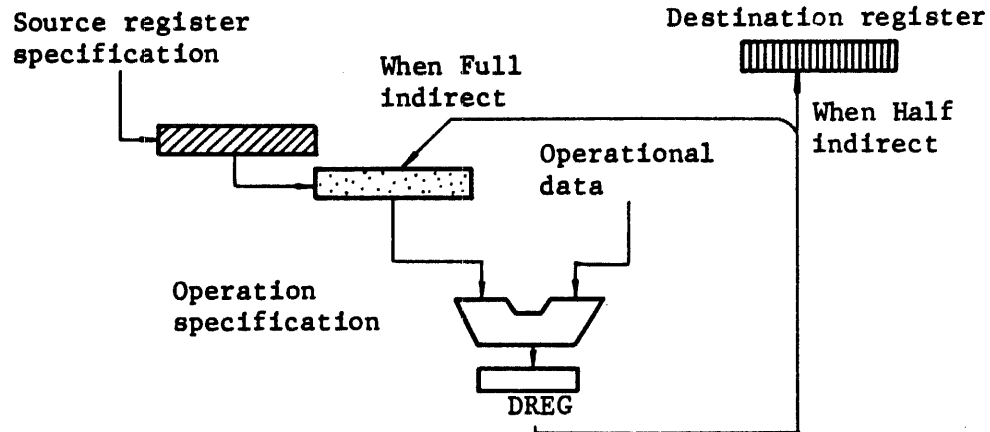 Source register
specification
Destination register
When Full
indirect
When Half
indirect
Operational
data
Operation
specification
DREG